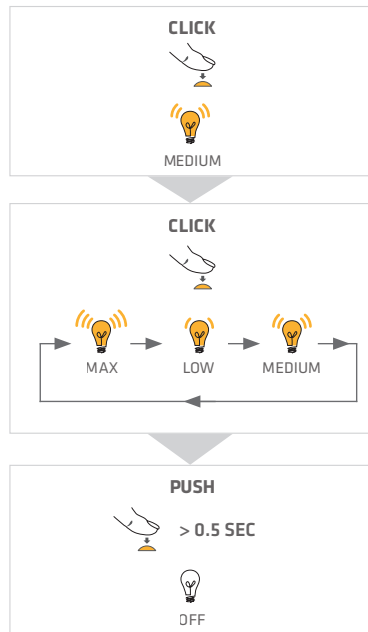 CLICK
MEDIUM
CLICK
MAX LOW MEDIUM
PUSH
> 0.5 SEC
OFF